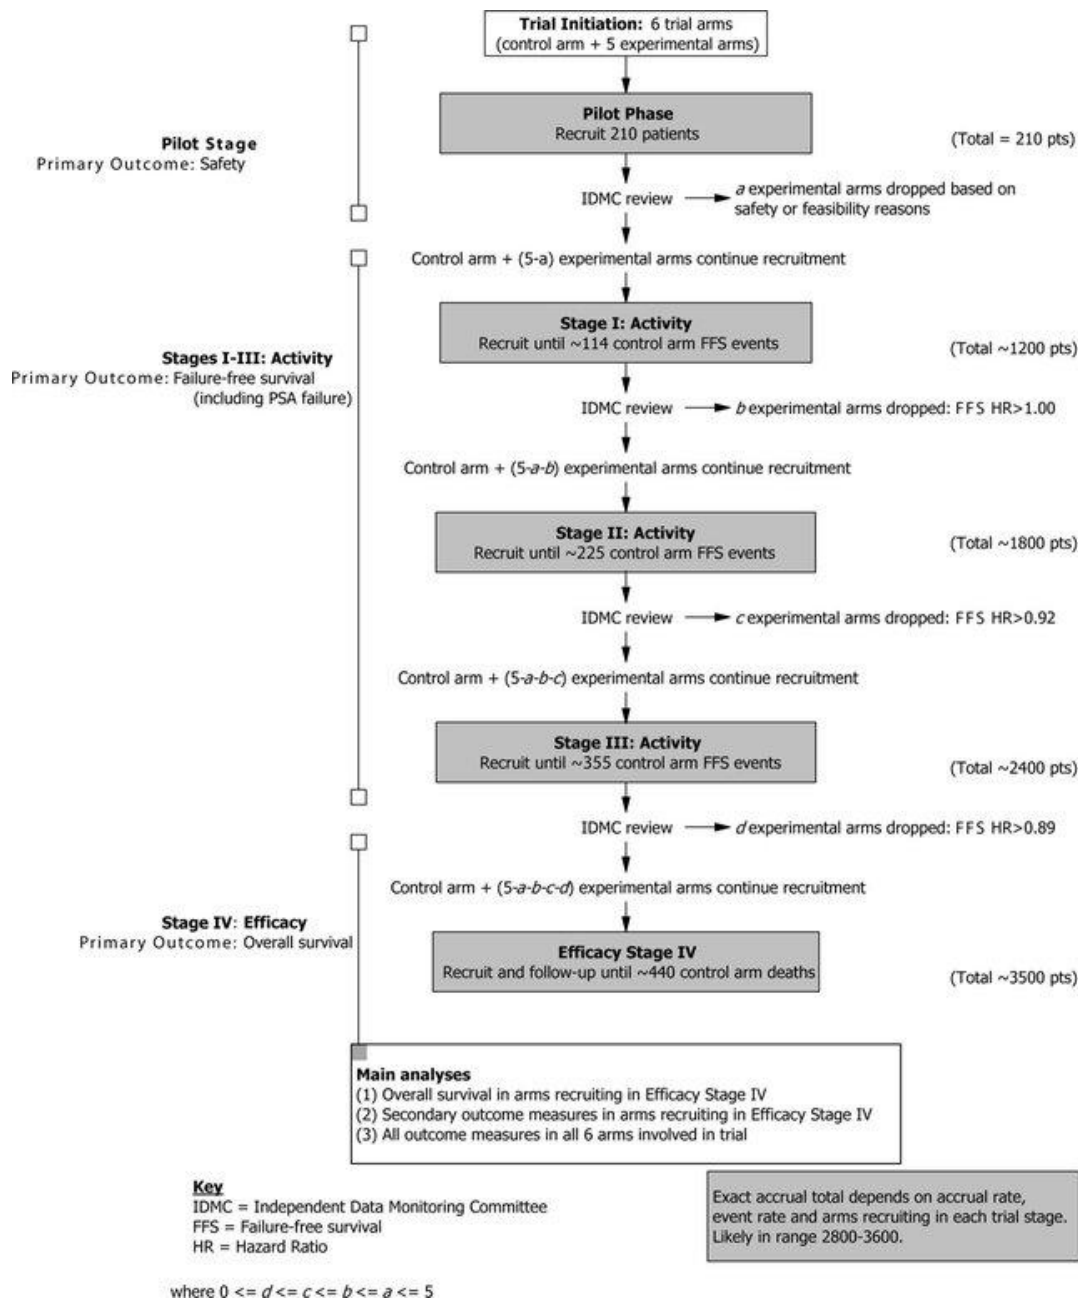 Trial Initiation: 6 trial arms
(control arm + 5 experimental arms)
Pilot Phase
Recruit 210 patients
(Total = 210 pts)
Pilot Stage
Primary Outcome: Safety
IDMC review
a experimental arms dropped based on
safety or feasibility reasons
Control arm + (5-a) experimental arms continue recruitment
Stage I: Activity
Recruit until ~114 control arm FFS events
(Total ~1200 pts)
Stages I-III: Activity
Primary Outcome: Failure-free survival
(including PSA failure)
IDMC review
b experimental arms dropped: FFS HR>1.00
Control arm + (5-a-b) experimental arms continue recruitment
Stage II: Activity
Recruit until ~225 control arm FFS events
(Total ~1800 pts)
IDMC review
c experimental arms dropped: FFS HR>0.92
Control arm + (5-a-b-c) experimental arms continue recruitment
Stage III: Activity
Recruit until ~355 control arm FFS events
(Total ~2400 pts)
IDMC review
d experimental arms dropped: FFS HR>0.89
Control arm + (5-a-b-c-d) experimental arms continue recruitment
Stage IV: Efficacy
Primary Outcome: Overall survival
Efficacy Stage IV
Recruit and follow-up until ~440 control arm deaths
(Total ~3500 pts)
Main analyses
(1) Overall survival in arms recruiting in Efficacy Stage IV
(2) Secondary outcome measures in arms recruiting in Efficacy Stage IV
(3) All outcome measures in all 6 arms involved in trial
Key
IDMC = Independent Data Monitoring Committee
FFS = Failure-free survival
HR = Hazard Ratio
Exact accrual total depends on accrual rate,
event rate and arms recruiting in each trial stage.
Likely in range 2800-3600.
where 0 <= d <= c <= b <= a <= 5